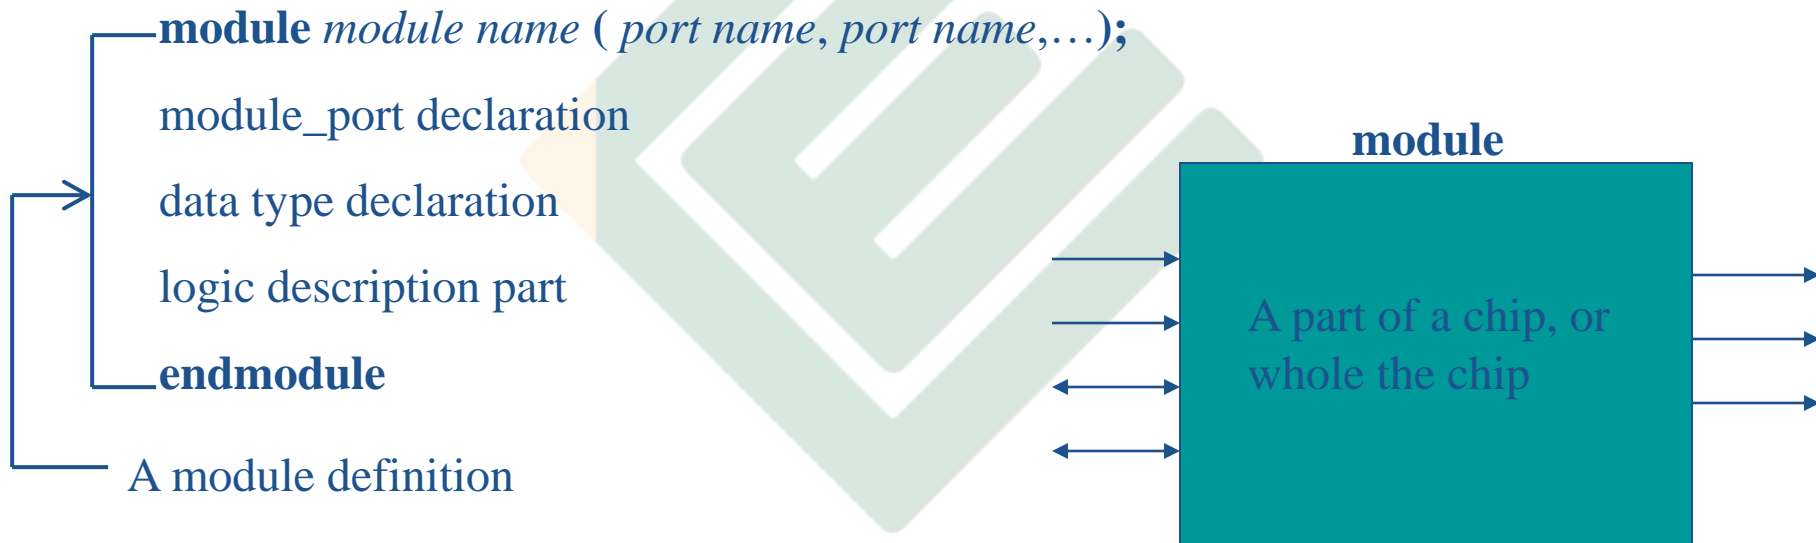 module module name ( port name, port name,…);
module_port declaration
data type declaration
logic description part
endmodule
A module definition
module
A part of a chip, or
whole the chip